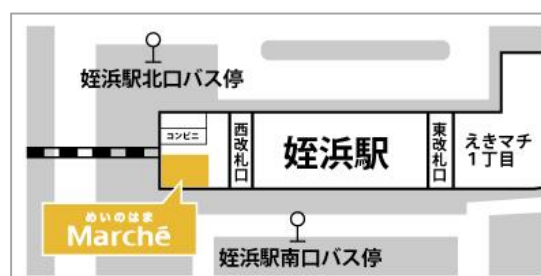 姪浜駅北口バス停
コンビニ
西改札口
姪浜駅
東改札口
えきマチ
1丁目
めいのはま
Marché
姪浜駅南口バス停